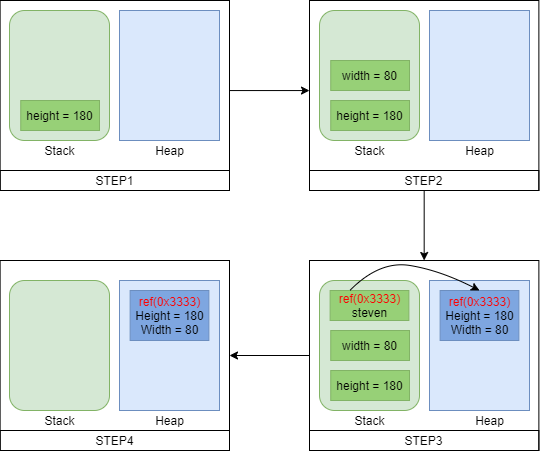 height = 180
Stack
Heap
STEP1
width = 80
height = 180
Stack
Heap
STEP2
ref(0x3333)
Height = 180
Width = 80
Stack
Heap
STEP4
ref(0x3333)
steven
width = 80
height = 180
ref(0x3333)
Height = 180
Width = 80
Stack
Heap
STEP3